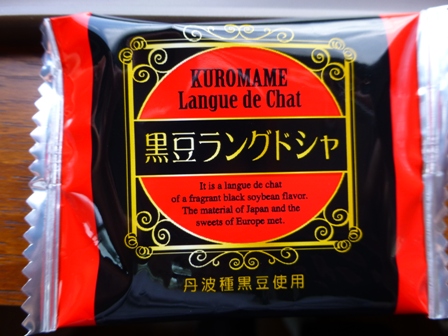 KUROMAME
Langue de Chat
黒豆ラングドシャ
It is a langue de chat
of a fragrant black soybean flavor.
The material of Japan and the
sweets of Europe met.
丹波種黒豆使用